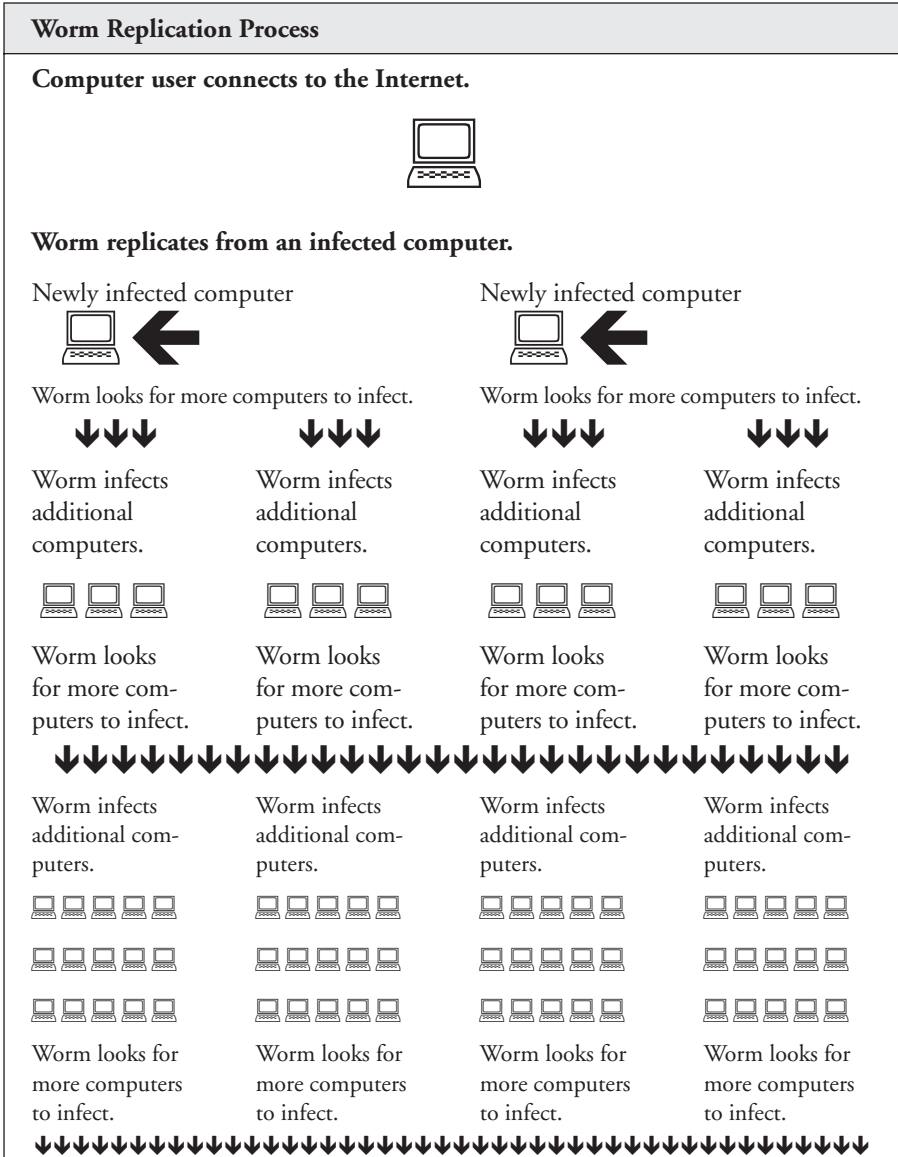 Worm Replication Process
Computer user connects to the Internet.
Worm replicates from an infected computer.
Newly infected computer
Newly infected computer
Worm looks for more computers to infect.
Worm looks for more computers to infect.
Worm infects
additional
computers.
Worm infects
additional
computers.
Worm infects
additional
computers.
Worm infects
additional
computers.
Worm looks
for more com-
puters to infect.
Worm looks
for more com-
puters to infect.
Worm looks
for more com-
puters to infect.
Worm looks
for more com-
puters to infect.
Worm infects
additional com-
puters.
Worm infects
additional com-
puters.
Worm infects
additional com-
puters.
Worm infects
additional com-
puters.
Worm looks for
more computers
to infect.
Worm looks for
more computers
to infect.
Worm looks for
more computers
to infect.
Worm looks for
more computers
to infect.